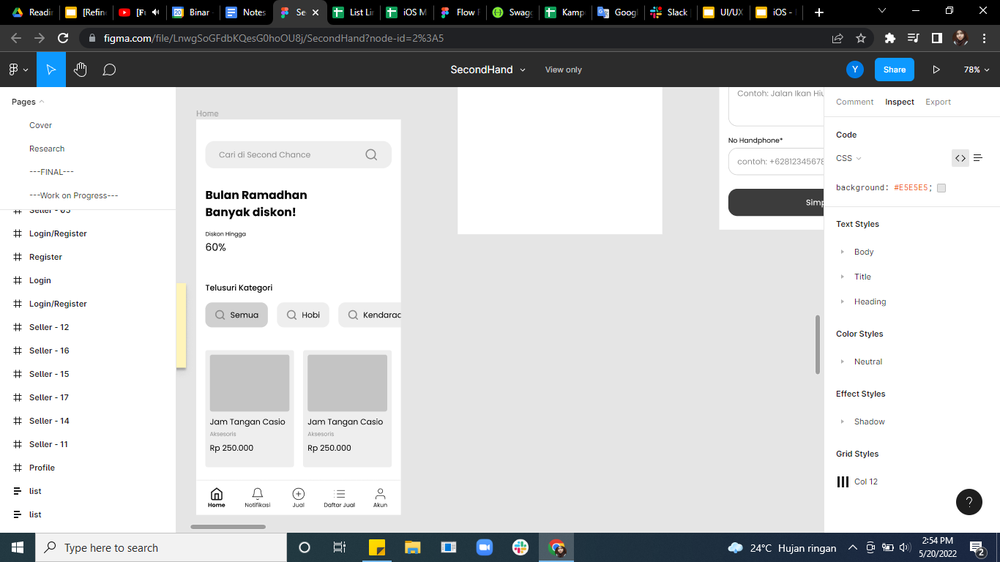 Readin
[Refine
[Fi
Binar
Notes
Se
List Lin
iOS M
Flow F
Swagg
Kamp
Googl
Slack
UI/UX
iOS -
figma.com/file/LnwgSoGFdbKQesG0hoOU8j/SecondHand?node-id=2%3A5
SecondHand
View only
Y
Share
78%
Pages
Cover
Research
---FINAL---
---Work on Progress---
Seller - 05
Login/Register
Register
Login
Login/Register
Seller - 12
Seller - 16
Seller - 15
Seller - 17
Seller - 14
Seller - 11
Profile
list
list
Home
Cari di Second Chance
Bulan Ramadhan
Banyak diskon!
Diskon Hingga
60%
Telusuri Kategori
Semua
Hobi
Kendaraa
Jam Tangan Casio
Aksesoris
Rp 250.000
Jam Tangan Casio
Aksesoris
Rp 250.000
Home
Notifikasi
Jual
Daftar Jual
Akun
Contoh: Jalan Ikan Hiu
No Handphone*
contoh: +62812345678
Simp
Comment
Inspect
Export
Code
CSS
background: #E5E5E5;
Text Styles
Body
Title
Heading
Color Styles
Neutral
Effect Styles
Shadow
Grid Styles
Col 12
?
Type here to search
24°C Hujan ringan
2:54 PM
5/20/2022
2